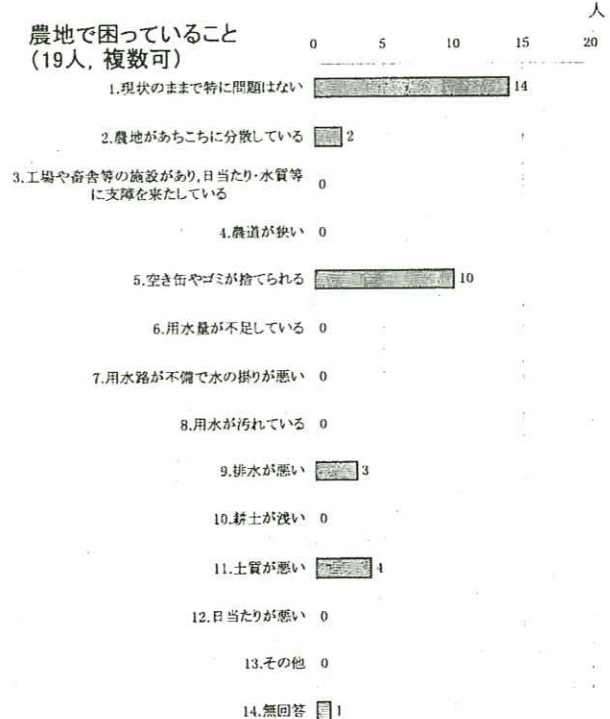 人
農地で困っていること
(19人, 複数可)
0 5 10 15 20
1.現状のままで特に問題はない 14
2.農地があちこちに分散している 2
3.工場や畜舎等の施設があり,日当たり・水質等
に支障を来たしている 0
4.農道が狭い 0
5.空き缶やゴミが捨てられる 10
6.用水量が不足している 0
7.用水路が不備で水の掛りが悪い 0
8.用水が汚れている 0
9.排水が悪い 3
10.耕土が浅い 0
11.土質が悪い 4
12.日当たりが悪い 0
13.その他 0
14.無回答 1